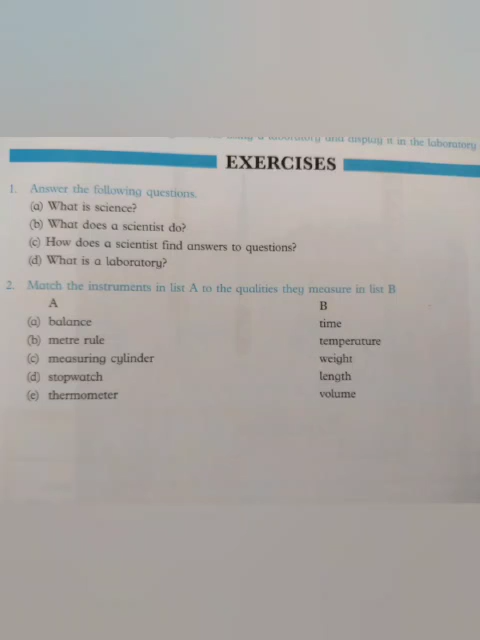 a laboratory and display it in the laboratory
EXERCISES
1. Answer the following questions.
(a) What is science?
(b) What does a scientist do?
(c) How does a scientist find answers to questions?
(d) What is a laboratory?
2. Match the instruments in list A to the qualities they measure in list B
A B
(a) balance time
(b) metre rule temperature
(c) measuring cylinder weight
(d) stopwatch length
(e) thermometer volume